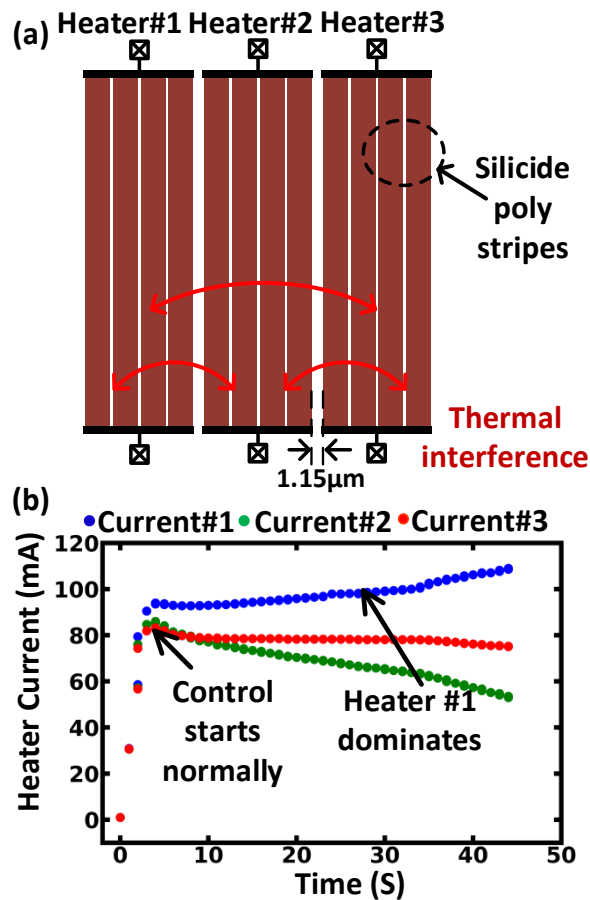 (a)
Heater#1 Heater#2 Heater#3
Silicide
poly
stripes
Thermal
interference
1.15μm
(b)
Current#1 Current#2 Current#3
120
100
80
60
40
20
0
Heater Current (mA)
Control
starts
normally
Heater #1
dominates
0 10 20 30 40 50
Time (S)